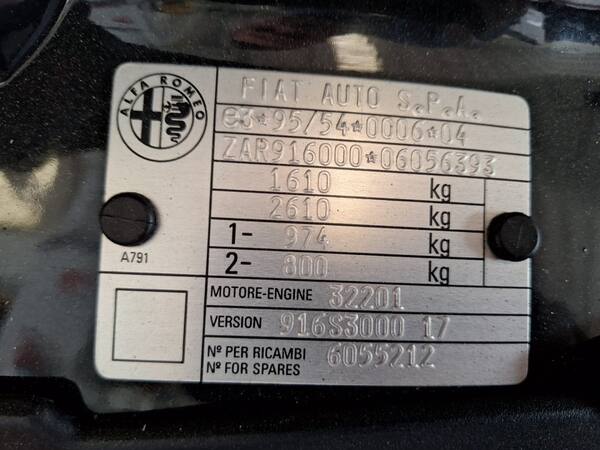 ALFA ROMEO
FIAT AUTO S.P.A.
e3*95/54*0006*04
ZAR916000*06056393
1610 kg
2610 kg
1- 974 kg
2- 800 kg
A791
MOTORE-ENGINE 32201
VERSION 916S3000 17
Nº PER RICAMBI
Nº FOR SPARES 6055212